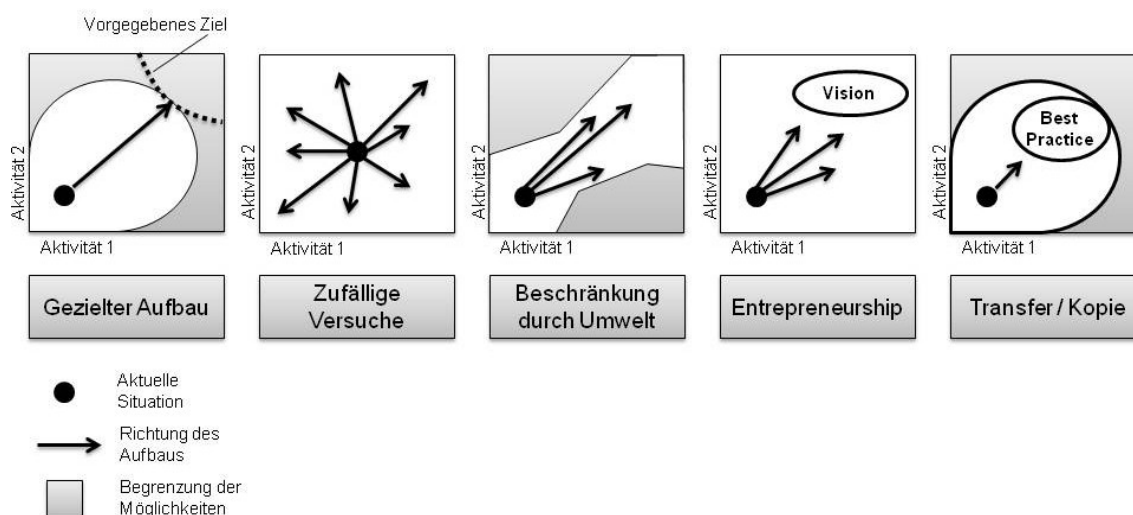 Vorgegebenes Ziel
Aktivität 2
Aktivität 1
Gezielter Aufbau
Aktivität 2
Aktivität 1
Zufällige
Versuche
Aktivität 2
Aktivität 1
Beschränkung
durch Umwelt
Vision
Aktivität 2
Aktivität 1
Entrepreneurship
Best
Practice
Aktivität 2
Aktivität 1
Transfer / Kopie
Aktuelle
Situation
Richtung des
Aufbaus
Begrenzung der
Möglichkeiten